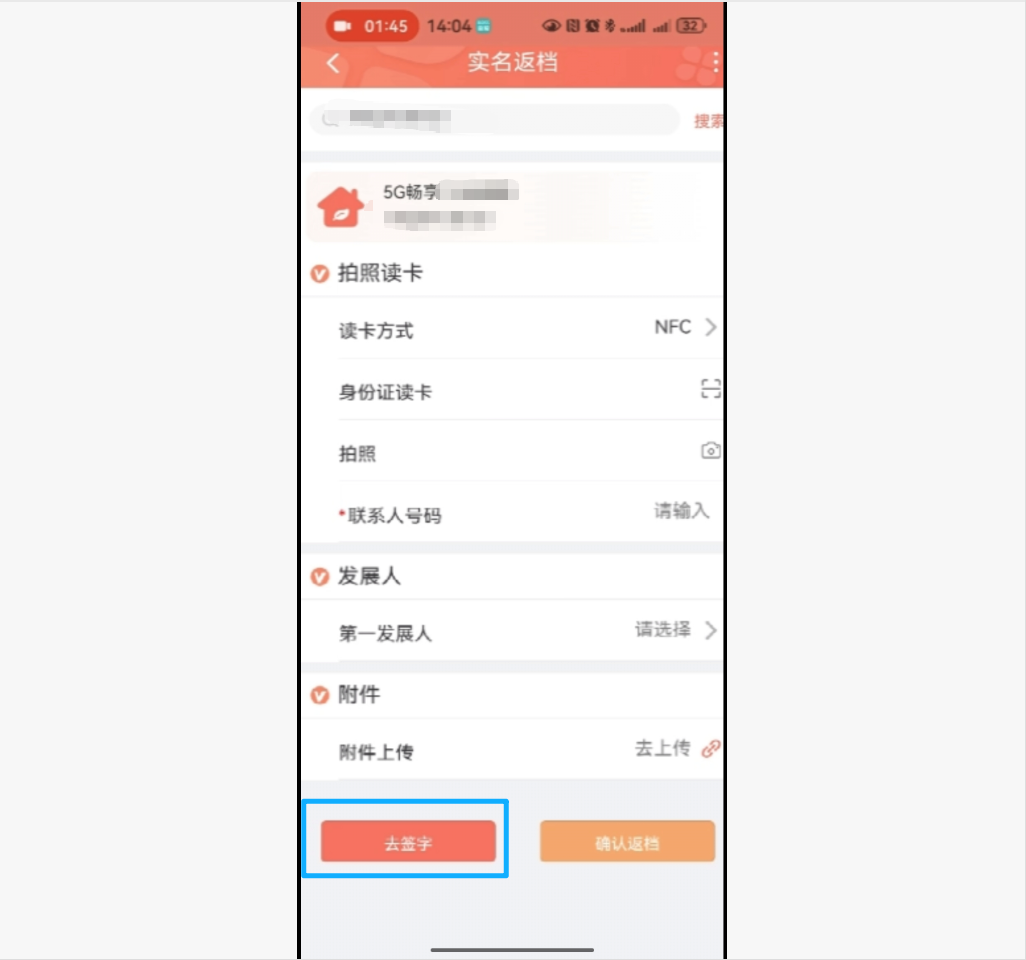 01:45 14:04 32
实名返档
搜索
5G畅享
拍照读卡
读卡方式 NFC
身份证读卡
拍照
*联系人号码 请输入
发展人
第一发展人 请选择
附件
附件上传 去上传
去签字 确认返档